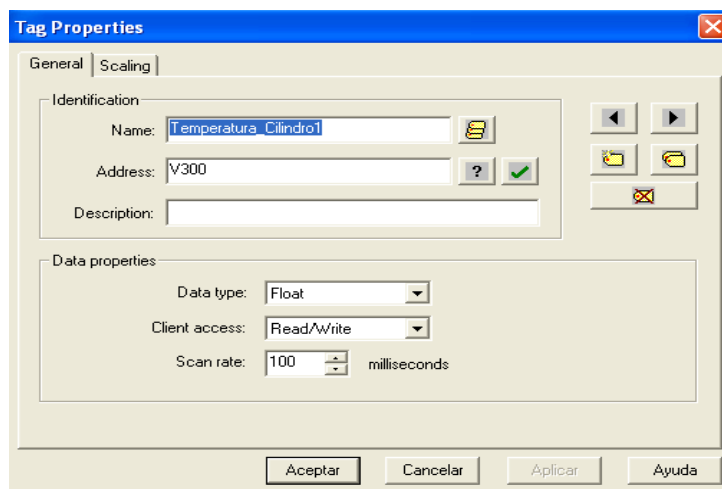 Tag Properties
General Scaling
Identification
Name: Temperatura_Cilindro1
Address: V300 ?
Description:
Data properties
Data type: Float
Client access: Read/Write
Scan rate: 100 milliseconds
Aceptar Cancelar Aplicar Ayuda